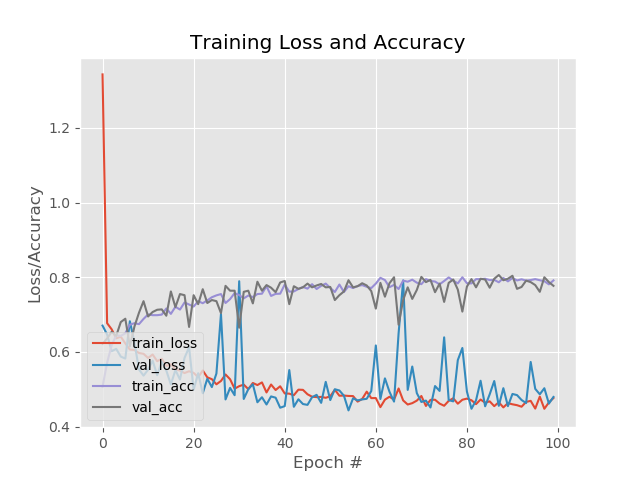 Training Loss and Accuracy
Loss/Accuracy
1.2
1.0
0.8
0.6
0.4
train_loss
val_loss
train_acc
val_acc
0 20 40 60 80 100
Epoch #